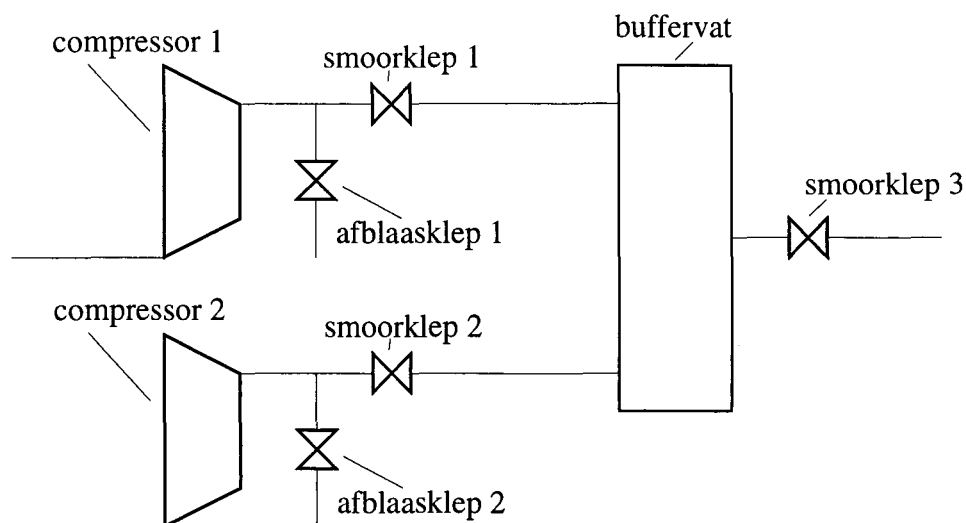 compressor 1
smoorklep 1
buffervat
afblaasklep 1
smoorklep 3
compressor 2
smoorklep 2
afblaasklep 2